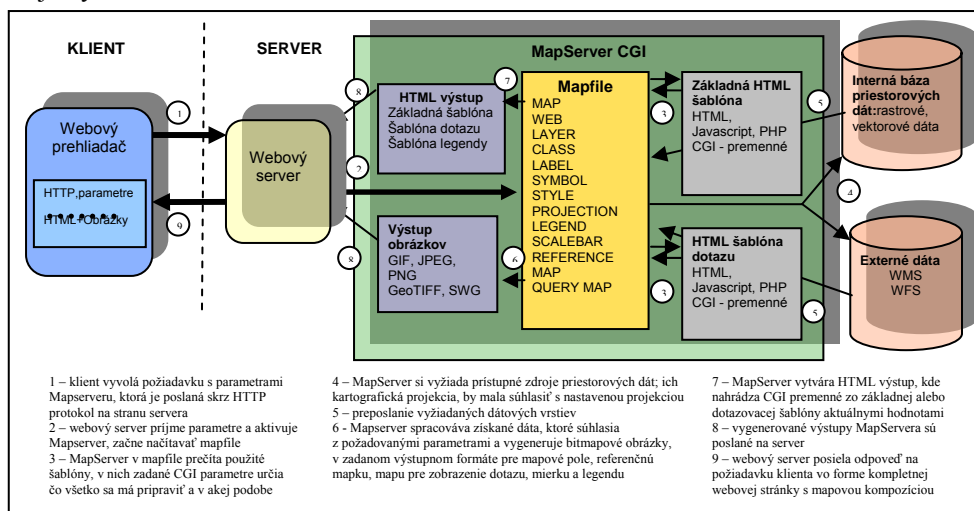 KLIENT
SERVER
MapServer CGI
1
Webový
prehliadač
HTTP,parametre
HTML+Obrázky
9
Webový
server
8
2
8
7
HTML výstup
Základná šablóna
Šablóna dotazu
Šablóna legendy
Výstup
obrázkov
GIF, JPEG,
PNG
GeoTIFF, SWG
6
Mapfile
MAP
WEB
LAYER
CLASS
LABEL
SYMBOL
STYLE
PROJECTION
LEGEND
SCALEBAR
REFERENCE
MAP
QUERY MAP
3
Základná HTML
šablóna
HTML,
Javascript, PHP
CGI - premenné
5
3
HTML šablóna
dotazu
HTML,
Javascript, PHP
CGI - premenné
5
Interná báza
priestorových
dát:rastrové,
vektorové dáta
4
Externé dáta
WMS
WFS
1 – klient vyvolá požiadavku s parametrami
Mapserveru, ktorá je poslaná skrz HTTP
protokol na stranu servera
2 – webový server príjme parametre a aktivuje
Mapserver, začne načítavať mapfile
3 – MapServer v mapfile prečíta použité
šablóny, v nich zadané CGI parametre určia
čo všetko sa má pripraviť a v akej podobe
4 – MapServer si vyžiada prístupné zdroje priestorových dát; ich
kartografická projekcia, by mala súhlasiť s nastavenou projekciou
5 – preposlanie vyžiadaných dátových vrstiev
6 - Mapserver spracováva získané dáta, ktoré súhlasia
z požadovanými parametrami a vygeneruje bitmapové obrázky,
v zadanom výstupnom formáte pre mapové pole, referenčnú
mapku, mapu pre zobrazenie dotazu, mierku a legendu
7 – MapServer vytvára HTML výstup, kde
nahrádza CGI premenné zo základnej alebo
dotazovacej šablóny aktuálnymi hodnotami
8 – vygenerované výstupy MapServera sú
poslané na server
9 – webový server posiela odpoveď na
požiadavku klienta vo forme kompletnej
webovej stránky s mapovou kompozíciou